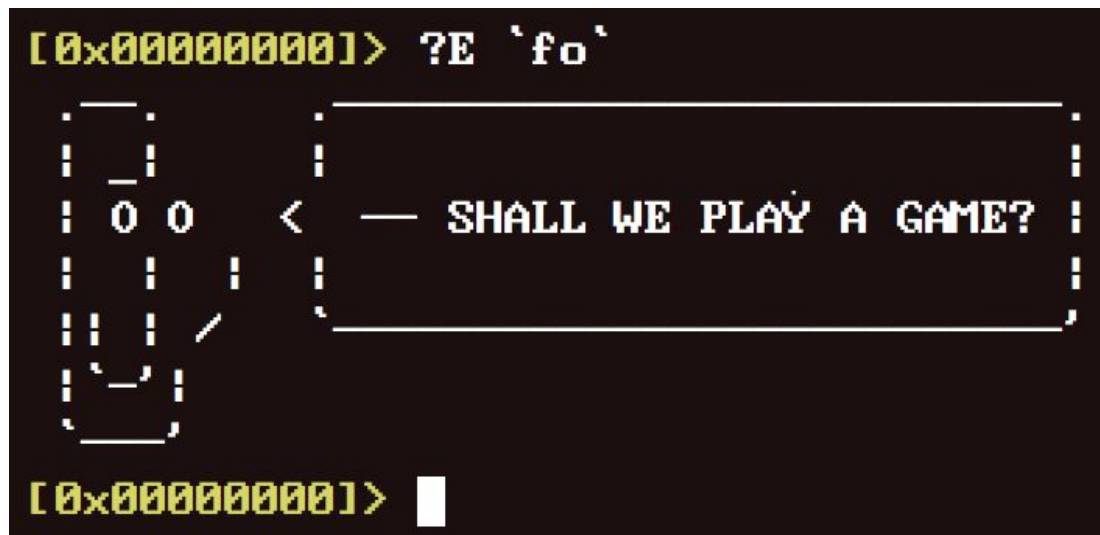 [0x00000000]> ?E `fo`
 .──.     .────────────────────────.
 | _|     |                        |
 | O O   <  ── SHALL WE PLAY A GAME? |
 |  |  |  |                        |
 || | /   `────────────────────────'
 |`─' |
 `───'
[0x00000000]>